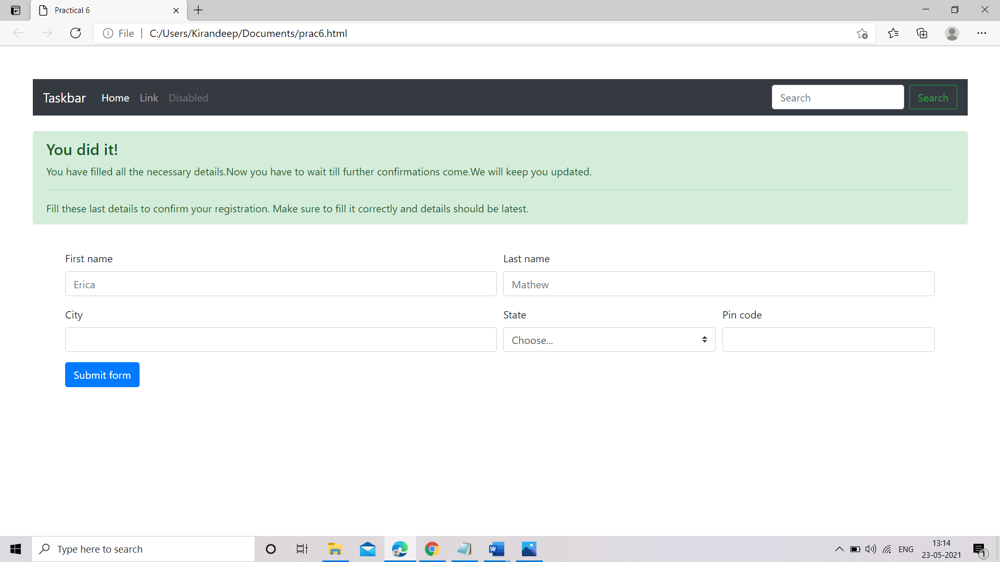 Practical 6
File
C:/Users/Kirandeep/Documents/prac6.html
Taskbar Home Link Disabled Search Search
You did it!
You have filled all the necessary details.Now you have to wait till further confirmations come.We will keep you updated.
Fill these last details to confirm your registration. Make sure to fill it correctly and details should be latest.
First name Last name
Erica Mathew
City State Pin code
Choose...
Submit form
Type here to search
W
ENG
13:14
23-05-2021
1